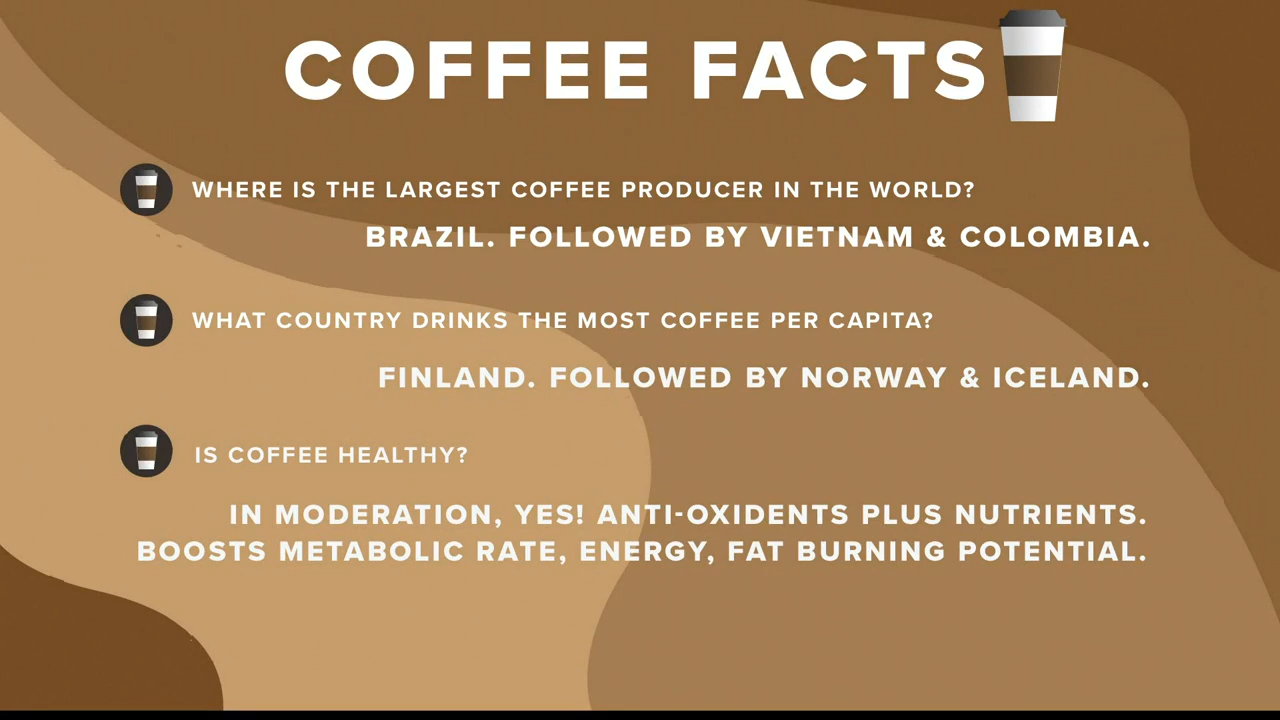 COFFEE FACTS
WHERE IS THE LARGEST COFFEE PRODUCER IN THE WORLD?
BRAZIL. FOLLOWED BY VIETNAM & COLOMBIA.
WHAT COUNTRY DRINKS THE MOST COFFEE PER CAPITA?
FINLAND. FOLLOWED BY NORWAY & ICELAND.
IS COFFEE HEALTHY?
IN MODERATION, YES! ANTI-OXIDENTS PLUS NUTRIENTS.
BOOSTS METABOLIC RATE, ENERGY, FAT BURNING POTENTIAL.